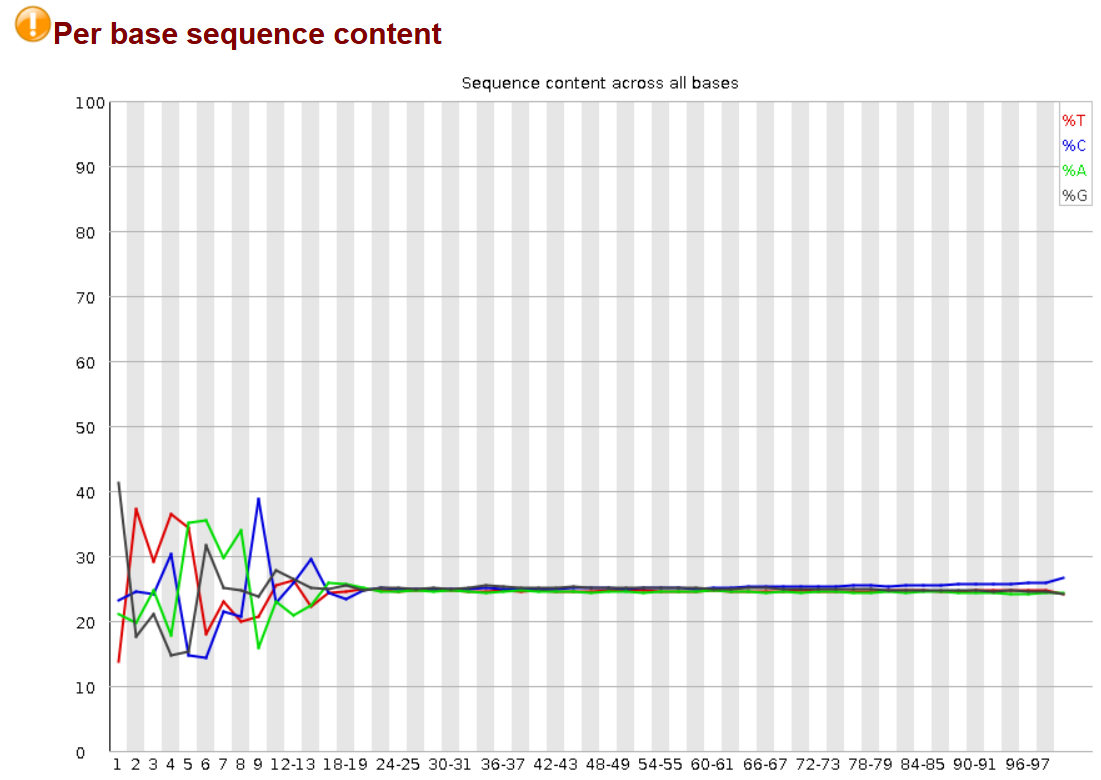 Per base sequence content
Sequence content across all bases
100
90
80
70
60
50
40
30
20
10
0
%T
%C
%A
%G
1 2 3 4 5 6 7 8 9 12-13 18-19 24-25 30-31 36-37 42-43 48-49 54-55 60-61 66-67 72-73 78-79 84-85 90-91 96-97